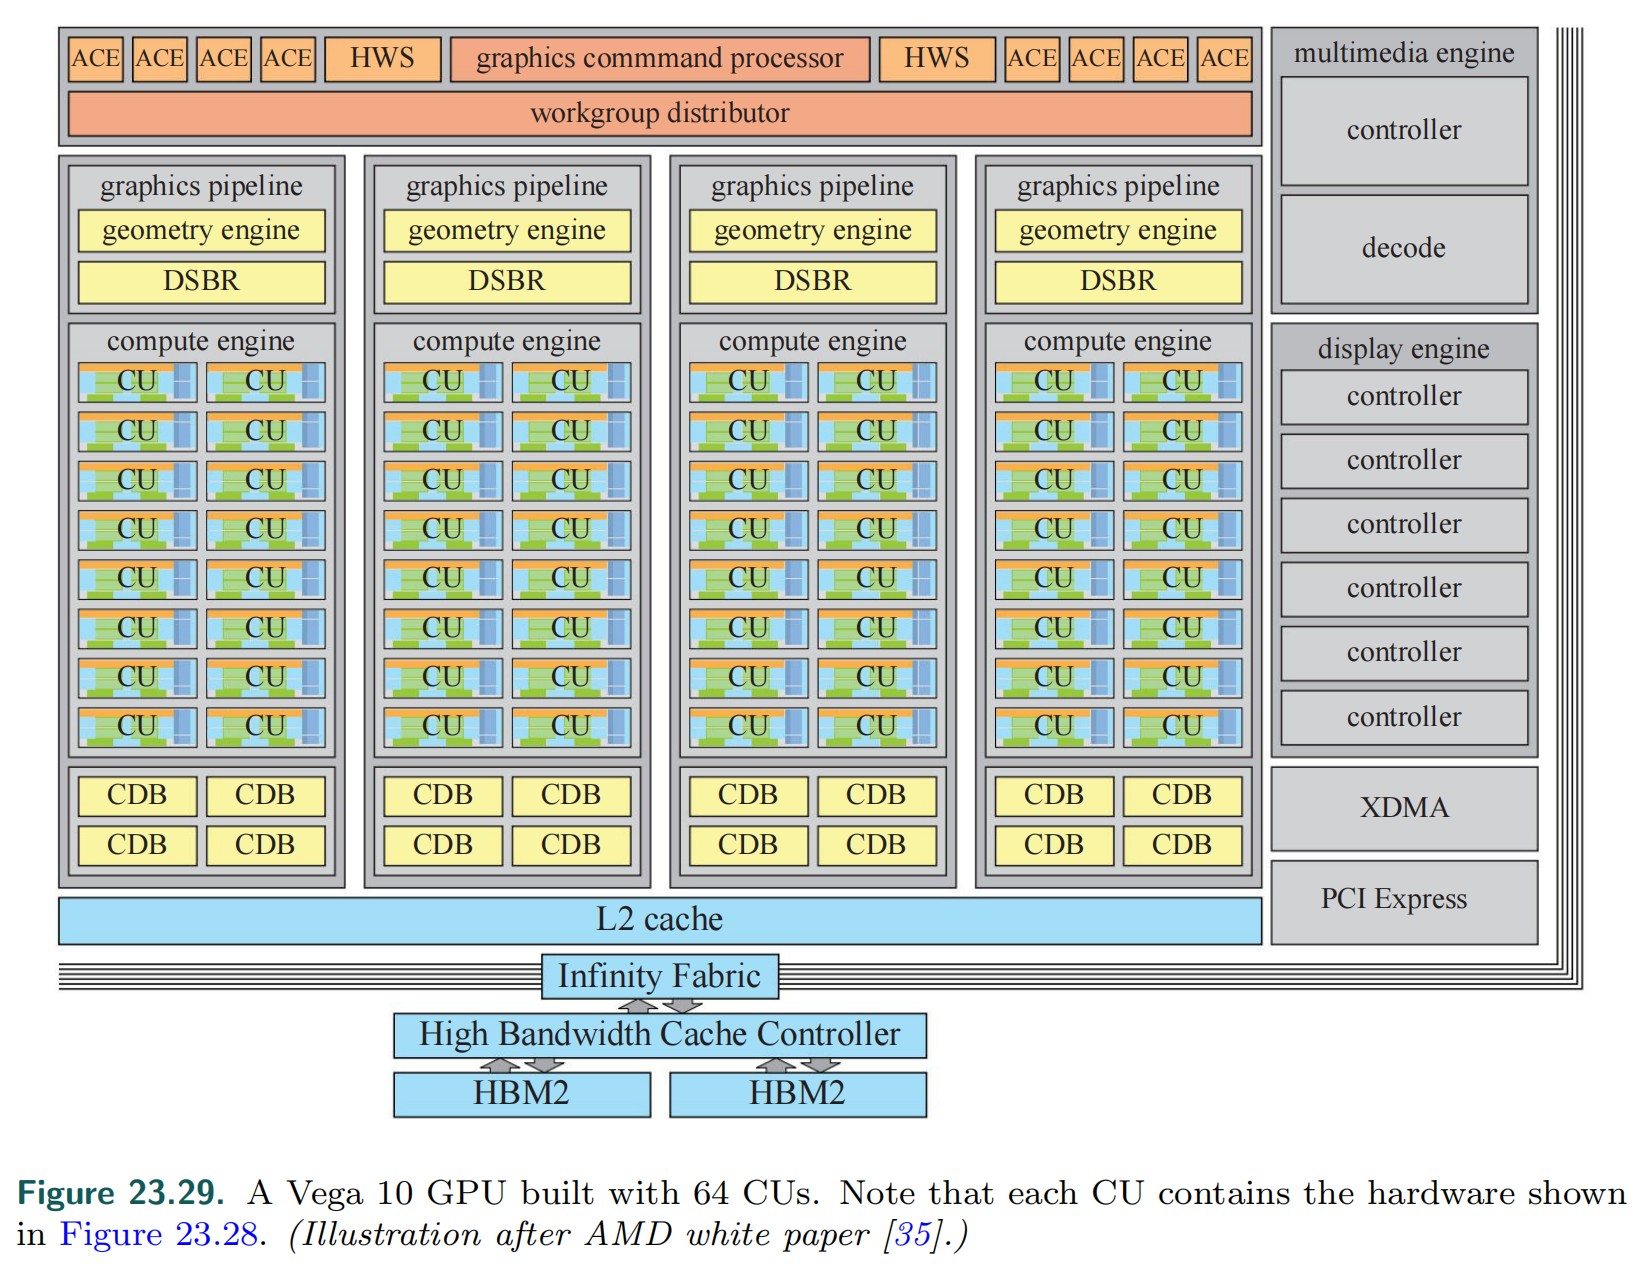 ACE ACE ACE ACE HWS graphics commmand processor HWS ACE ACE ACE ACE
workgroup distributor
graphics pipeline graphics pipeline graphics pipeline graphics pipeline
geometry engine geometry engine geometry engine geometry engine
DSBR DSBR DSBR DSBR
compute engine compute engine compute engine compute engine
CU CU CU CU CU CU CU CU
CU CU CU CU CU CU CU CU
CU CU CU CU CU CU CU CU
CU CU CU CU CU CU CU CU
CU CU CU CU CU CU CU CU
CU CU CU CU CU CU CU CU
CU CU CU CU CU CU CU CU
CU CU CU CU CU CU CU CU
CDB CDB CDB CDB CDB CDB CDB CDB
CDB CDB CDB CDB CDB CDB CDB CDB
L2 cache
multimedia engine
controller
decode
display engine
controller
controller
controller
controller
controller
controller
XDMA
PCI Express
Infinity Fabric
High Bandwidth Cache Controller
HBM2 HBM2
Figure 23.29. A Vega 10 GPU built with 64 CUs. Note that each CU contains the hardware shown
in Figure 23.28. (Illustration after AMD white paper [35].)